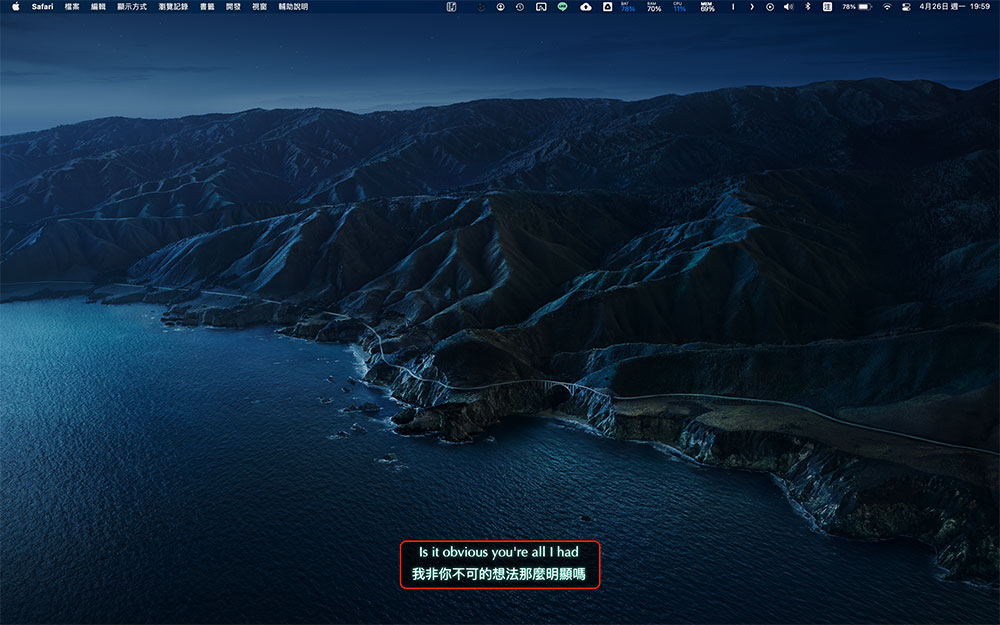 Safari 檔案 編輯 顯示方式 瀏覽記錄 書籤 開發 視窗 輔助說明
BAT 78% RAM 70% CPU 11% MEM 69% 注 78% 4月26日 週一 19:59
Is it obvious you're all I had
我非你不可的想法那麼明顯嗎